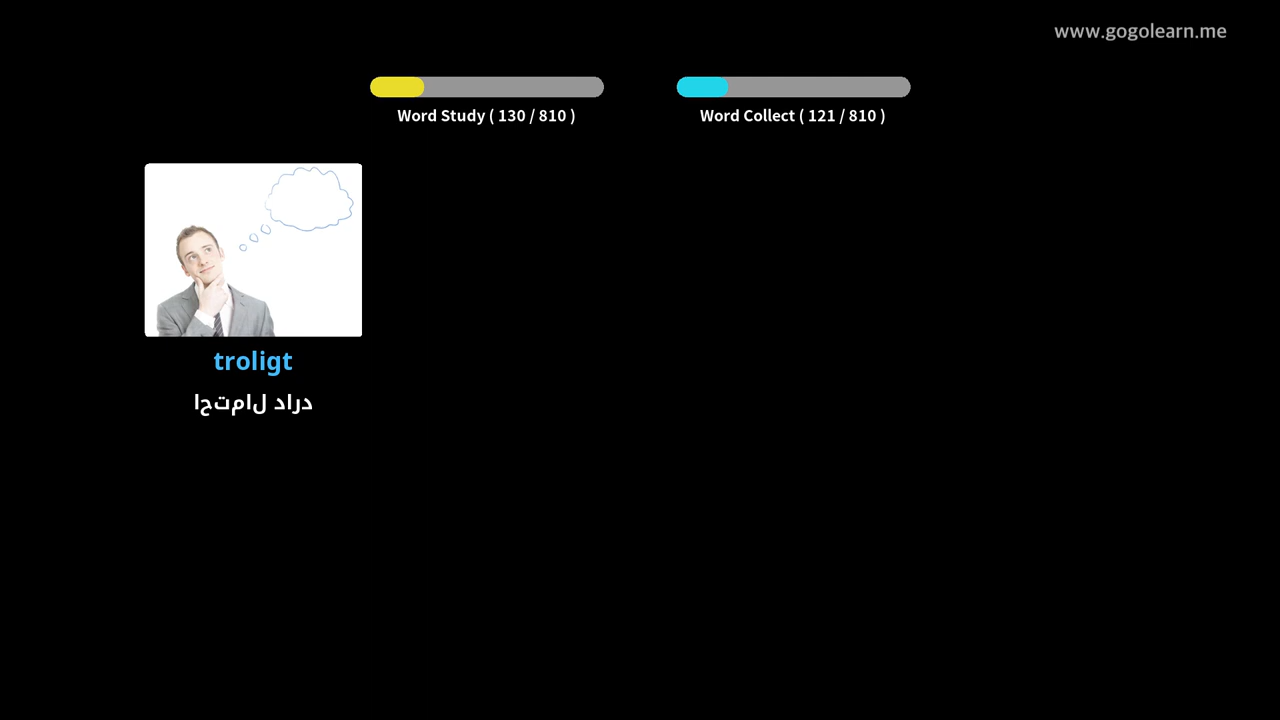 www.gogolearn.me
Word Study ( 130 / 810 )
Word Collect ( 121 / 810 )
troligt
احتمال دارد